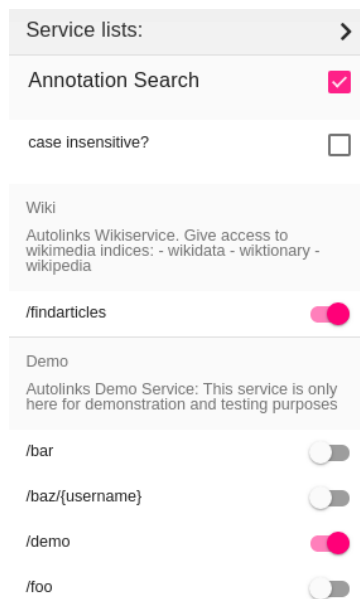 Service lists:
Annotation Search
case insensitive?
Wiki
Autolinks Wikiservice. Give access to
wikimedia indices: - wikidata - wiktionary -
wikipedia
/findarticles
Demo
Autolinks Demo Service: This service is only
here for demonstration and testing purposes
/bar
/baz/{username}
/demo
/foo